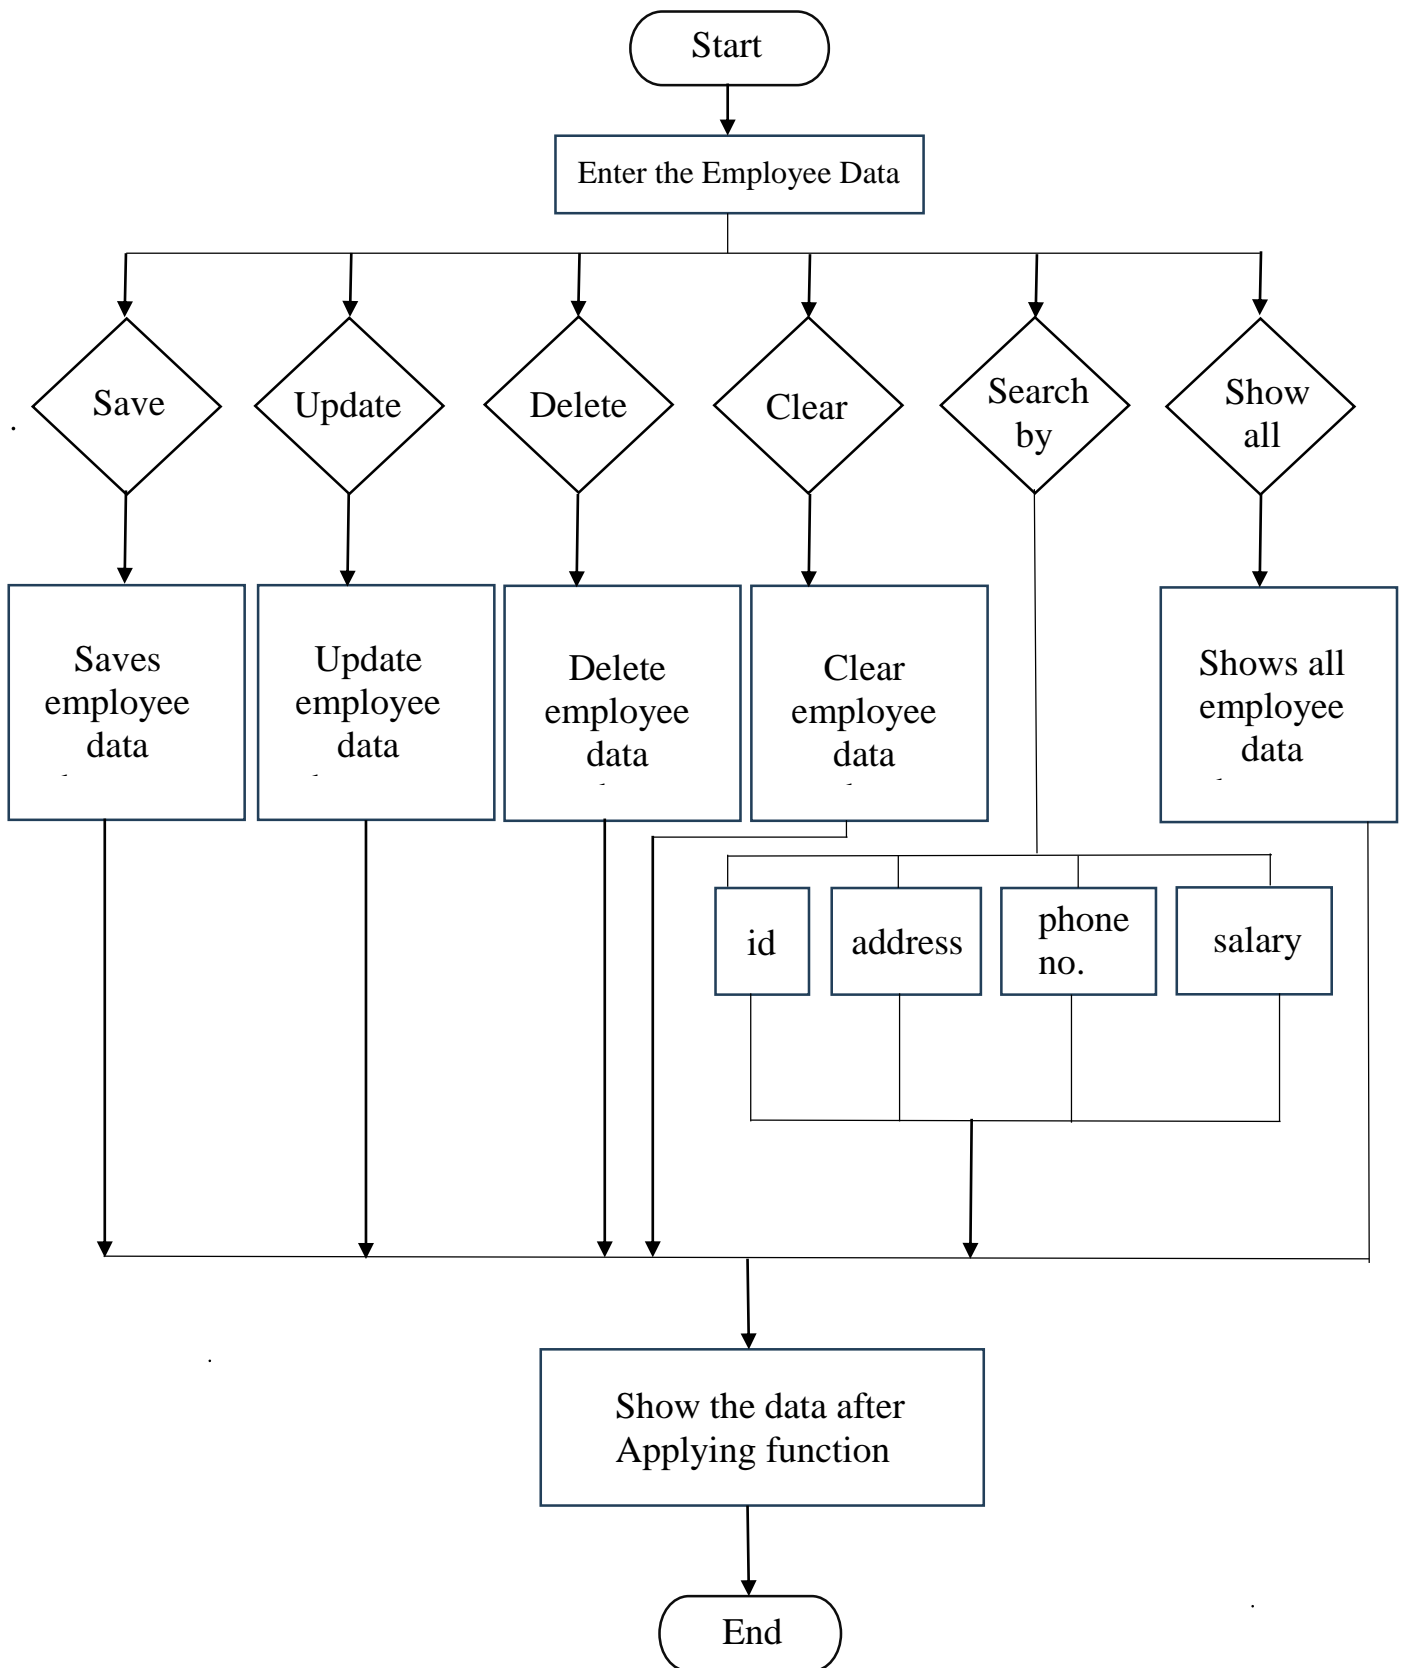 Start
Enter the Employee Data
Save
Update
Delete
Clear
Search
by
Show
all
Saves
employee
data
Update
employee
data
Delete
employee
data
Clear
employee
data
Shows all
employee
data
id
address
phone
no.
salary
Show the data after
Applying function
End